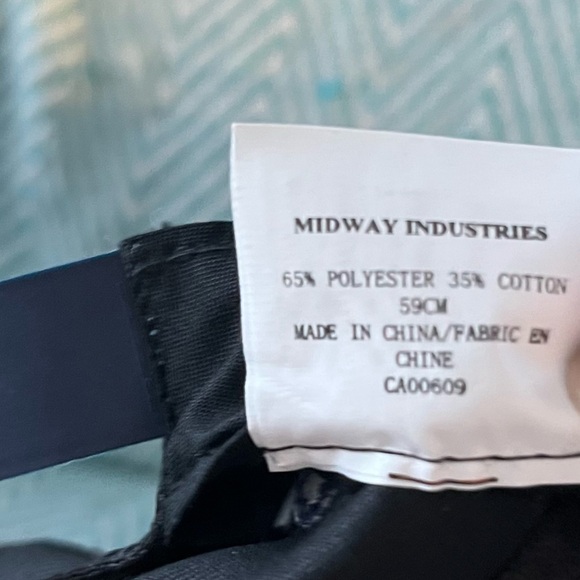 MIDWAY INDUSTRIES
65% POLYESTER 35% COTTON
59CM
MADE IN CHINA/FABRIC EN
CHINE
CA00609